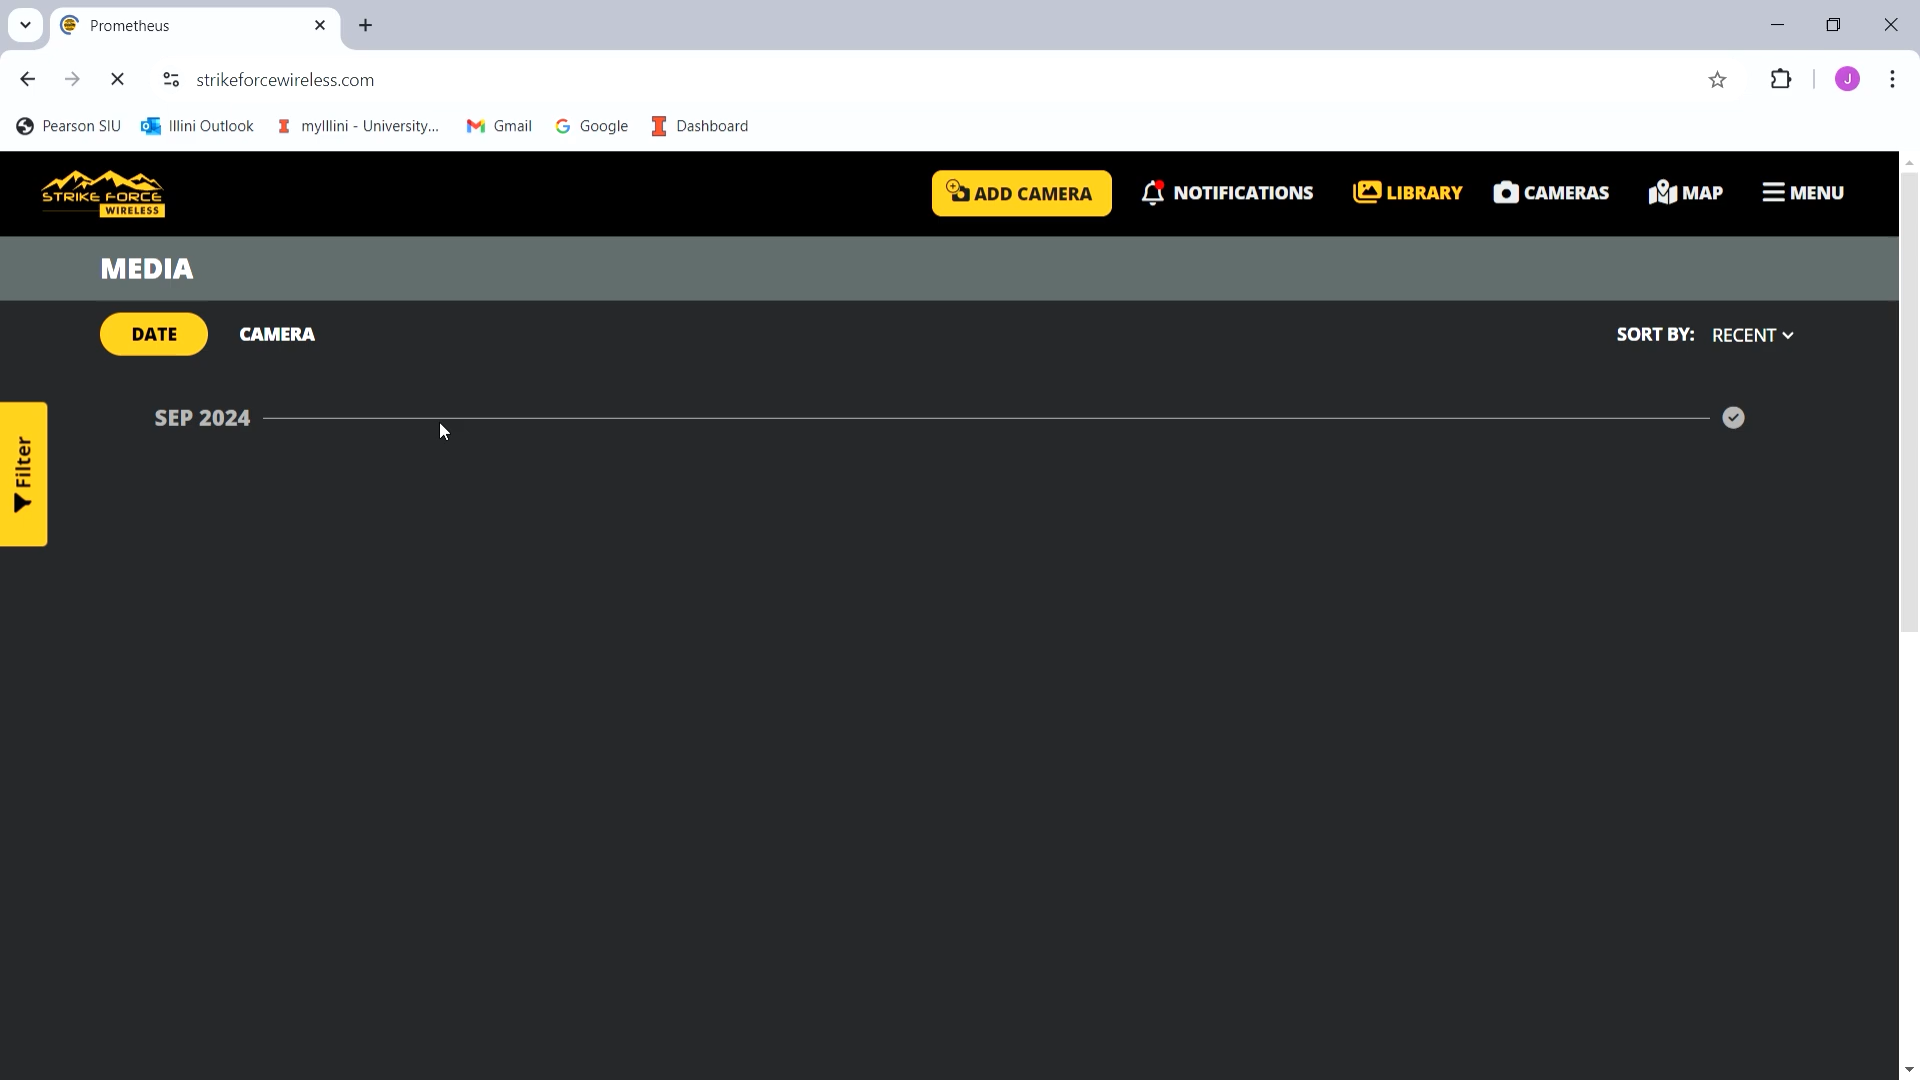 Prometheus
strikeforcewireless.com
J
Pearson SIU Illini Outlook myIllini - University... Gmail Google Dashboard
STRIKE FORCE
WIRELESS
ADD CAMERA NOTIFICATIONS LIBRARY CAMERAS MAP MENU
MEDIA
DATE CAMERA SORT BY: RECENT
SEP 2024
Filter